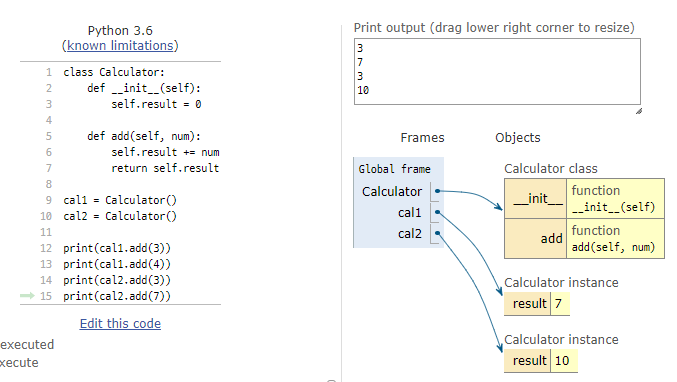 Python 3.6
(known limitations)
1 class Calculator:
2     def __init__(self):
3         self.result = 0
4
5     def add(self, num):
6         self.result += num
7         return self.result
8
9 cal1 = Calculator()
10 cal2 = Calculator()
11
12 print(cal1.add(3))
13 print(cal1.add(4))
14 print(cal2.add(3))
15 print(cal2.add(7))
Edit this code
executed
xecute
Print output (drag lower right corner to resize)
3
7
3
10
Frames
Objects
Global frame
Calculator
cal1
cal2
Calculator class
__init__
function
__init__(self)
add
function
add(self, num)
Calculator instance
result 7
Calculator instance
result 10